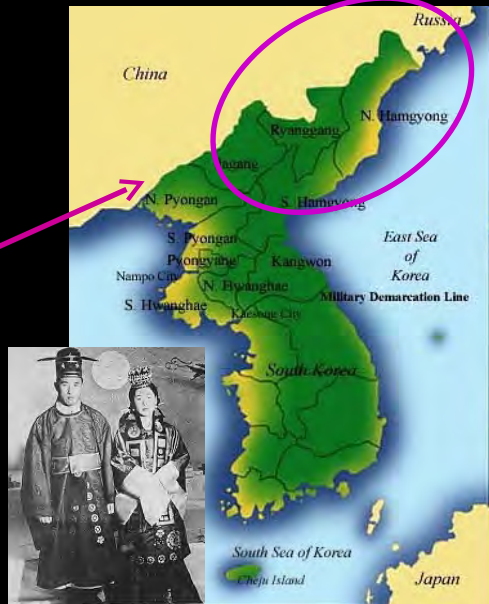 Russia
China
N. Hamgyong
Ryanggang
Jagang
N. Pyongan
S. Hamgyong
S. Pyongan
Pyongyang
Kangwon
East Sea
of
Korea
Nampo City
N. Hwanghae
Military Demarcation Line
S. Hwanghae
Kaesong City
South Korea
South Sea of Korea
Cheju Island
Japan